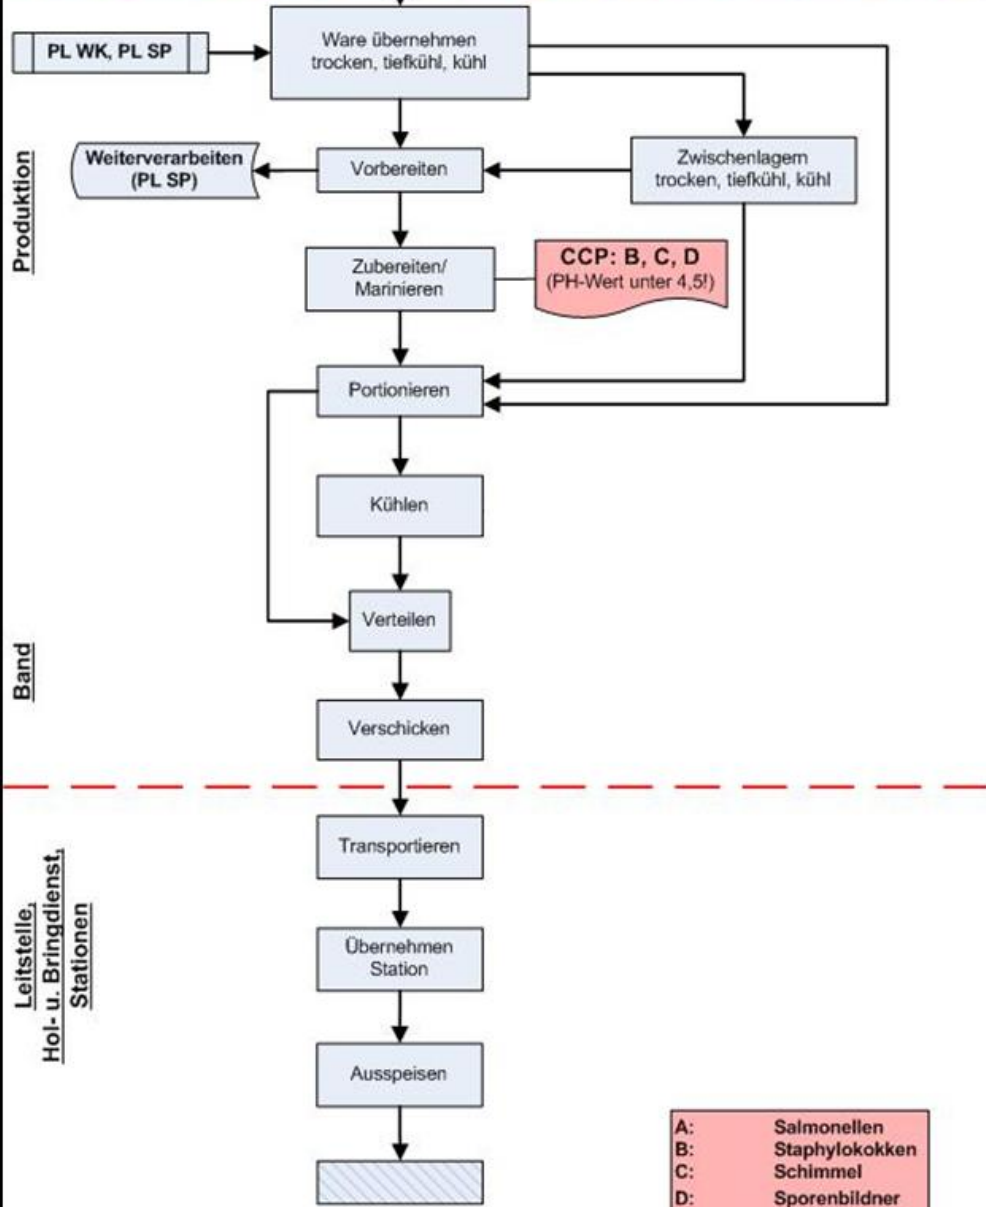 PL WK, PL SP
Ware übernehmen
trocken, tiefkühl, kühl
Produktion
Weiterverarbeiten
(PL SP)
Vorbereiten
Zwischenlagern
trocken, tiefkühl, kühl
Zubereiten/
Marinieren
CCP: B, C, D
(PH-Wert unter 4,5!)
Portionieren
Kühlen
Verteilen
Band
Verschicken
Transportieren
Leitstelle,
Hol- u. Bringdienst,
Stationen
Übernehmen
Station
Ausspeisen
A: Salmonellen
B: Staphylokokken
C: Schimmel
D: Sporenbildner